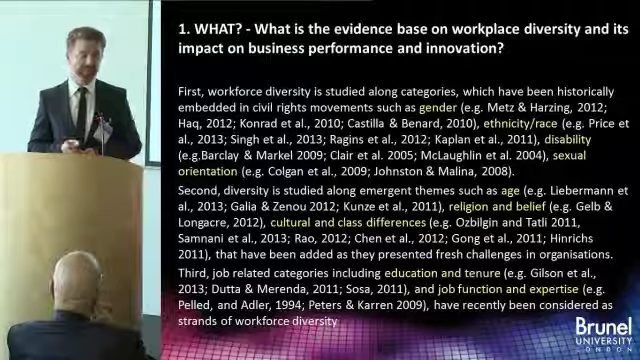 1. WHAT? - What is the evidence base on workplace diversity and its
impact on business performance and innovation?
First, workforce diversity is studied along categories, which have been historically
embedded in civil rights movements such as gender (e.g. Metz & Harzing, 2012;
Haq, 2012; Konrad et al., 2010; Castilla & Benard, 2010), ethnicity/race (e.g. Price et
al., 2013; Singh et al., 2013; Ragins et al., 2012; Kaplan et al., 2011), disability
(e.g.Barclay & Markel 2009; Clair et al. 2005; McLaughlin et al. 2004), sexual
orientation (e.g. Colgan et al., 2009; Johnston & Malina, 2008).
Second, diversity is studied along emergent themes such as age (e.g. Liebermann et
al., 2013; Galia & Zenou 2012; Kunze et al., 2011), religion and belief (e.g. Gelb &
Longacre, 2012), cultural and class differences (e.g. Ozbilgin and Tatli 2011,
Samnani et al., 2013; Rao, 2012; Chen et al., 2012; Gong et al., 2011; Hinrichs
2011), that have been added as they presented fresh challenges in organisations.
Third, job related categories including education and tenure (e.g. Gilson et al.,
2013; Dutta & Merenda, 2011; Sosa, 2011), and job function and expertise (e.g.
Pelled, and Adler, 1994; Peters & Karren 2009), have recently been considered as
strands of workforce diversity
Brunel
UNIVERSITY
LONDON